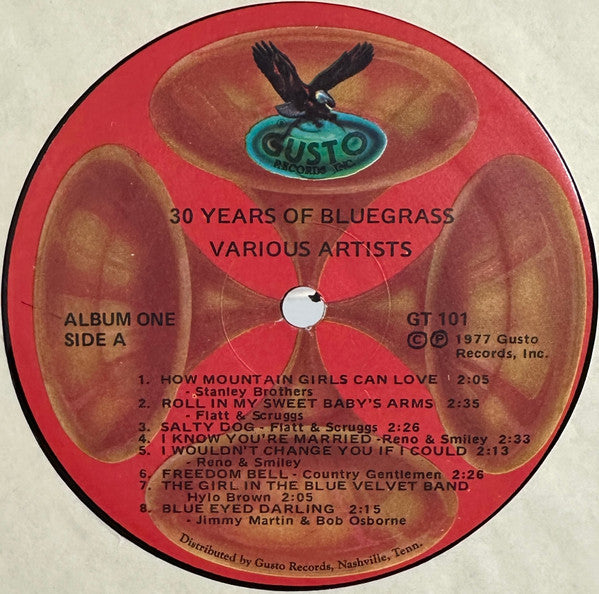 GUSTO
RECORDS INC.
30 YEARS OF BLUEGRASS
VARIOUS ARTISTS
ALBUM ONE
SIDE A
GT 101
© ℗ 1977 Gusto
Records, Inc.
1. HOW MOUNTAIN GIRLS CAN LOVE 2:05
- Stanley Brothers
2. ROLL IN MY SWEET BABY'S ARMS 2:35
- Flatt & Scruggs
3. SALTY DOG - Flatt & Scruggs 2:26
4. I KNOW YOU'RE MARRIED -Reno & Smiley 2:33
5. I WOULDN'T CHANGE YOU IF I COULD 2:13
- Reno & Smiley
6. FREEDOM BELL - Country Gentlemen 2:26
7. THE GIRL IN THE BLUE VELVET BAND
Hylo Brown 2:05
8. BLUE EYED DARLING 2:15
- Jimmy Martin & Bob Osborne
Distributed by Gusto Records, Nashville, Tenn.